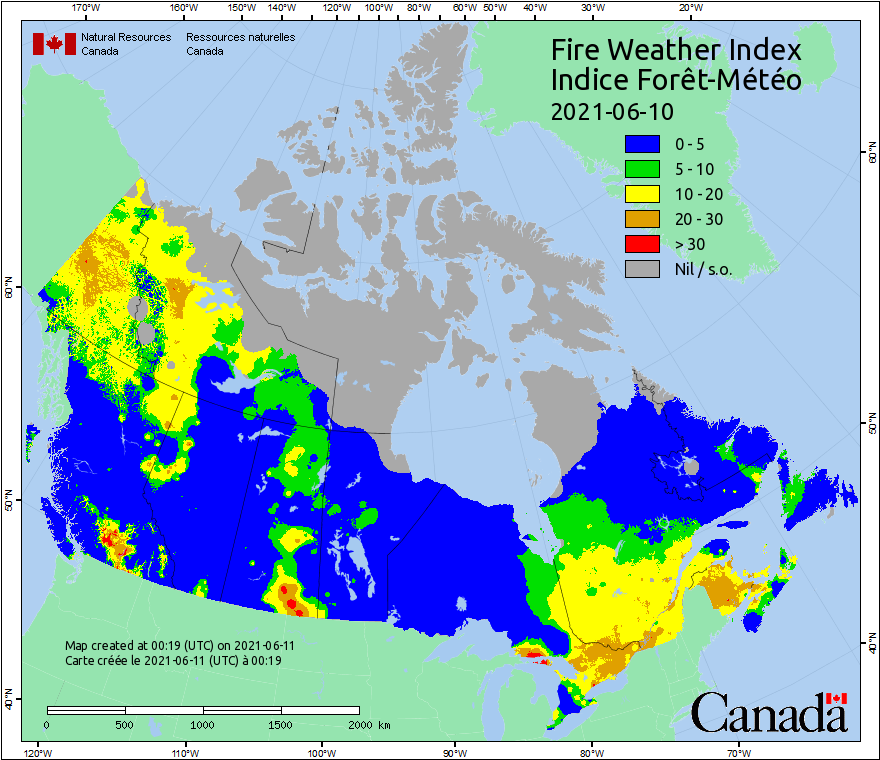 170°W 160°W 150°W 140°W 130°W 120°W 110°W 100°W 90°W 80°W 70°W 60°W 50°W 40°W 30°W 20°W
Natural Resources Canada
Ressources naturelles Canada
Fire Weather Index
Indice Forêt-Météo
2021-06-10
0 - 5
5 - 10
10 - 20
20 - 30
> 30
Nil / s.o.
60°N
60°N
50°N
50°N
40°N
40°N
Map created at 00:19 (UTC) on 2021-06-11
Carte créée le 2021-06-11 (UTC) à 00:19
0 500 1000 1500 2000 km
Canada
120°W 110°W 100°W 90°W 80°W 70°W